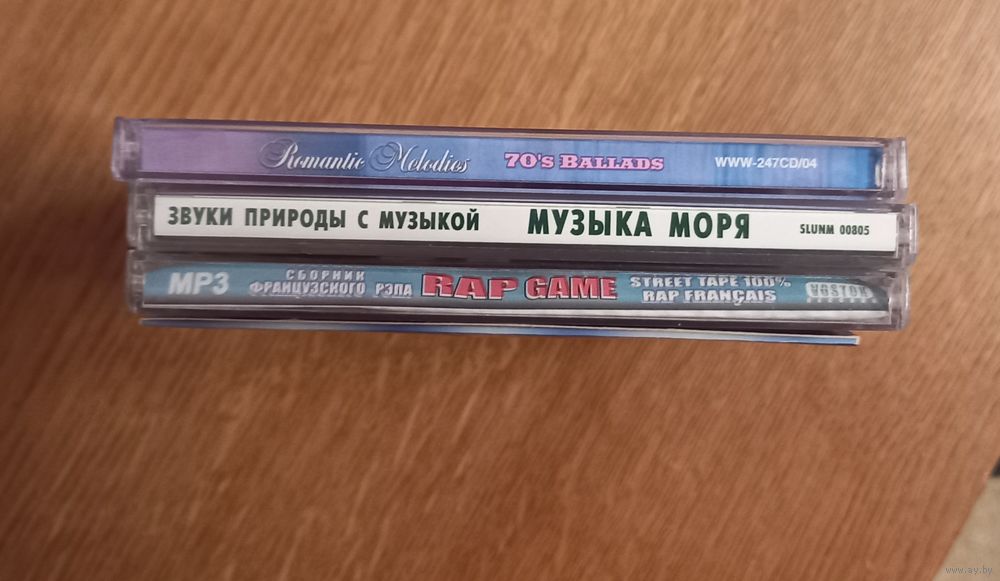 Romantic Melodies 70's BALLADS WWW-247CD/04
ЗВУКИ ПРИРОДЫ С МУЗЫКОЙ МУЗЫКА МОРЯ SLUNM 00805
MP3 СБОРНИК ФРАНЦУЗСКОГО РЭПА RAP GAME STREET TAPE 100% RAP FRANÇAIS VOSTOK
www.ay.by